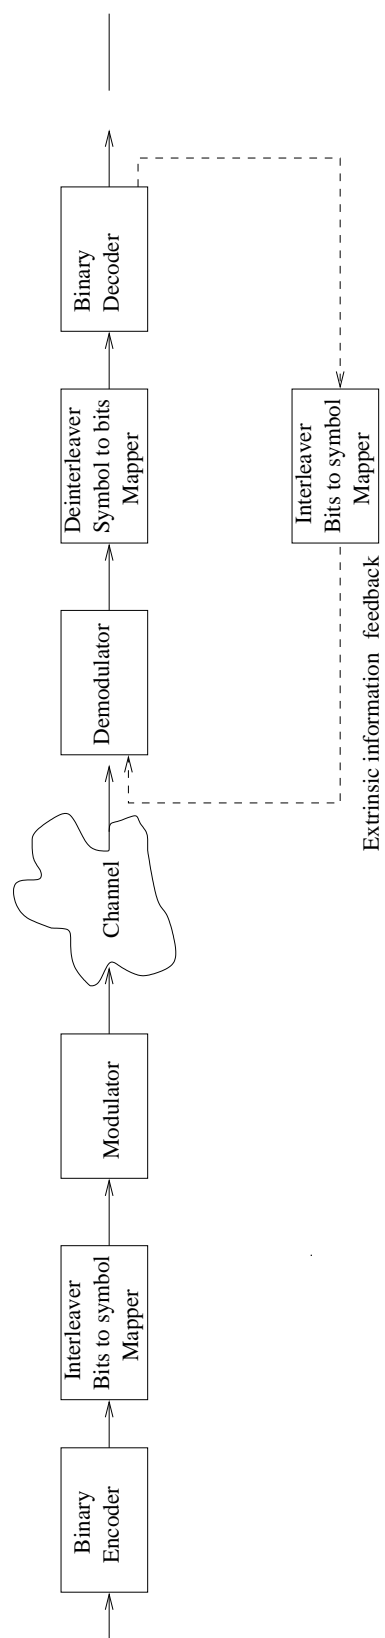 Binary
Encoder
Interleaver
Bits to symbol
Mapper
Modulator
Channel
Demodulator
Deinterleaver
Symbol to bits
Mapper
Binary
Decoder
Interleaver
Bits to symbol
Mapper
Extrinsic information feedback